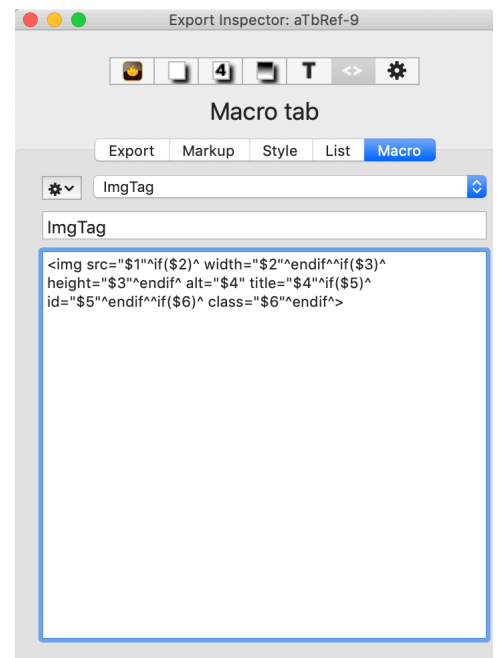 Export Inspector: aTbRef-9
4
T
<>
Macro tab
Export Markup Style List Macro
ImgTag
ImgTag
<img src="$1"^if($2)^ width="$2"^endif^^if($3)^
height="$3"^endif^ alt="$4" title="$4"^if($5)^
id="$5"^endif^^if($6)^ class="$6"^endif^>